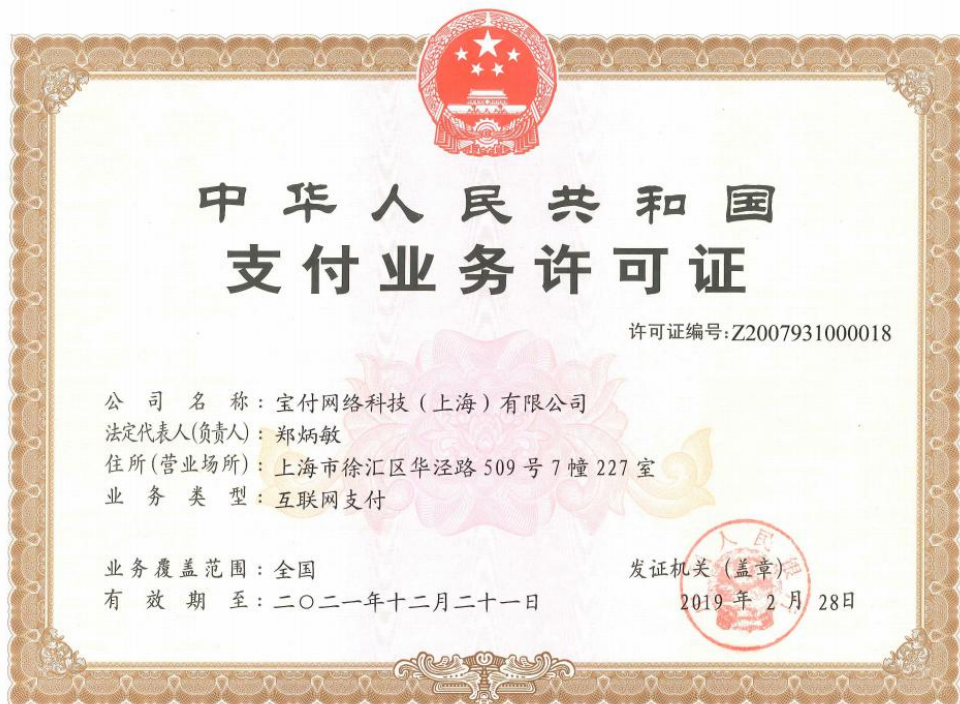 中华人民共和国
支付业务许可证
许可证编号:Z2007931000018
公司名称:宝付网络科技(上海)有限公司
法定代表人(负责人):郑炳敏
住所(营业场所):上海市徐汇区华泾路509号7幢227室
业务类型:互联网支付
业务覆盖范围:全国
有效期至:二〇二一年十二月二十一日
发证机关(盖章)
2019年2月28日